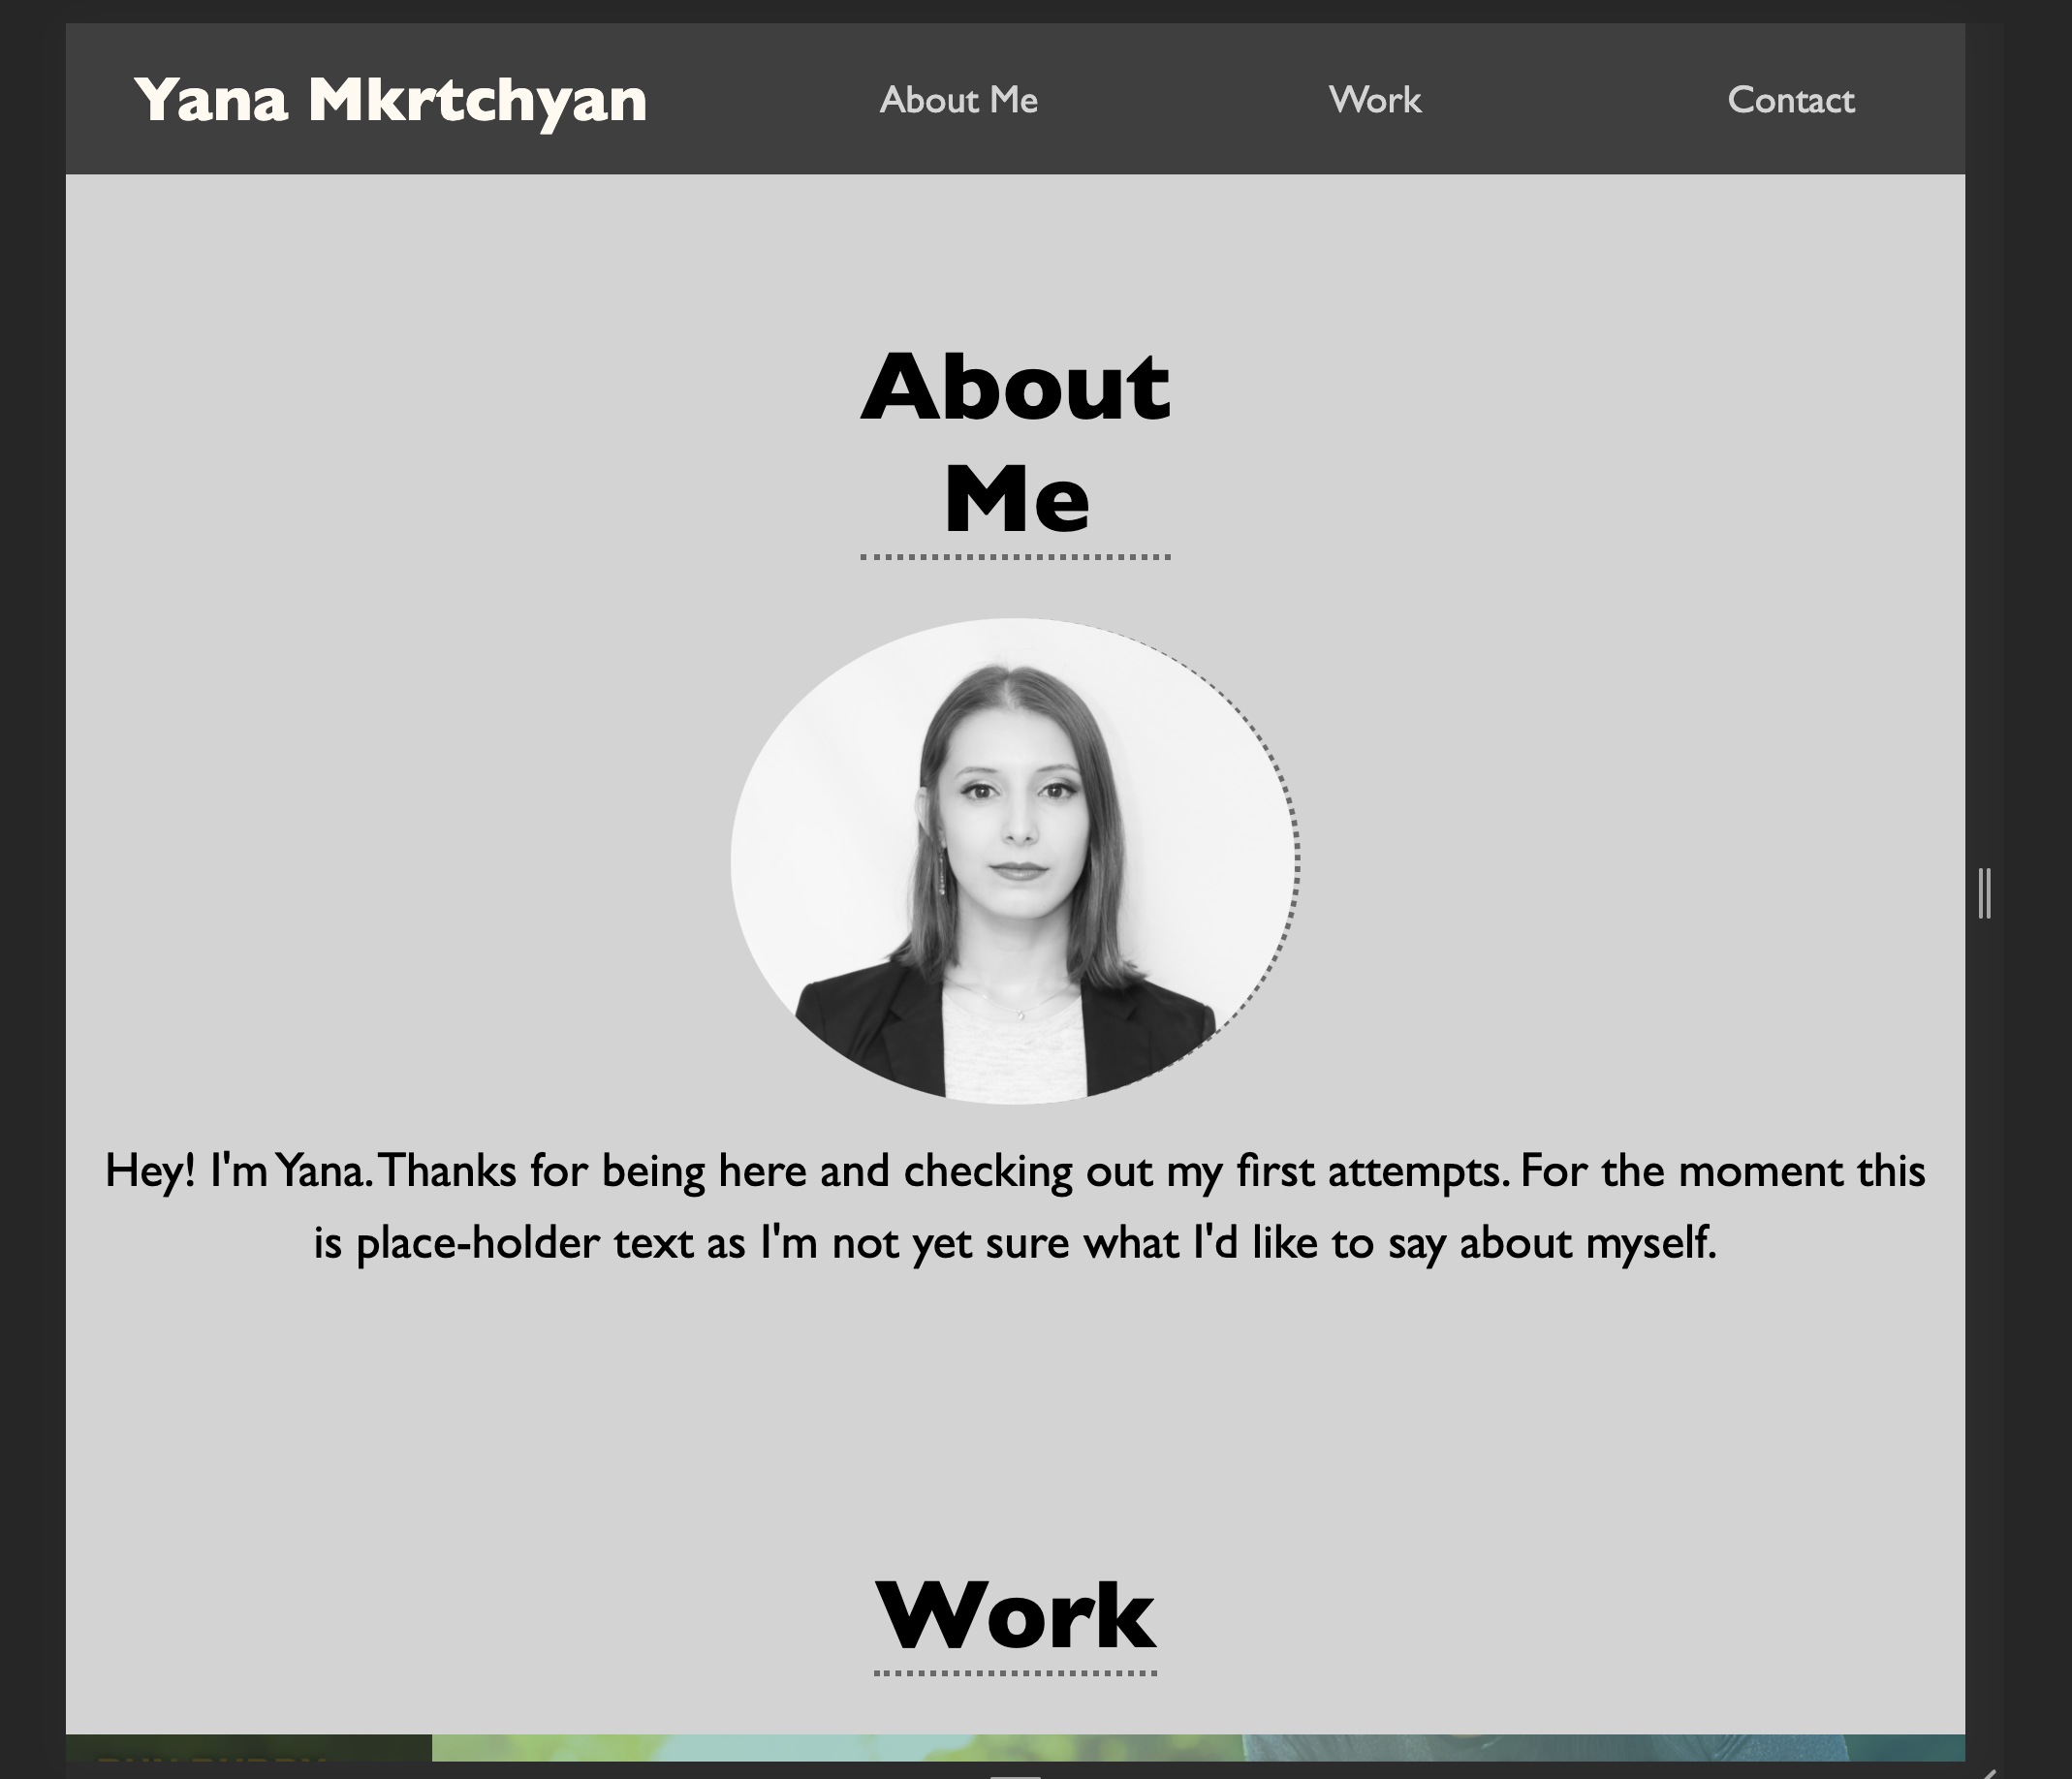 Yana Mkrtchyan About Me Work Contact
About
Me
Hey! I'm Yana. Thanks for being here and checking out my first attempts. For the moment this
is place-holder text as I'm not yet sure what I'd like to say about myself.
Work